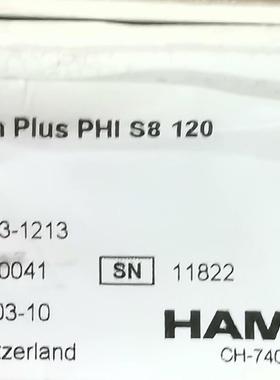 n Plus PHI S8 120
3-1213
0041 SN 11822
03-10 HAM
tzerland CH-740